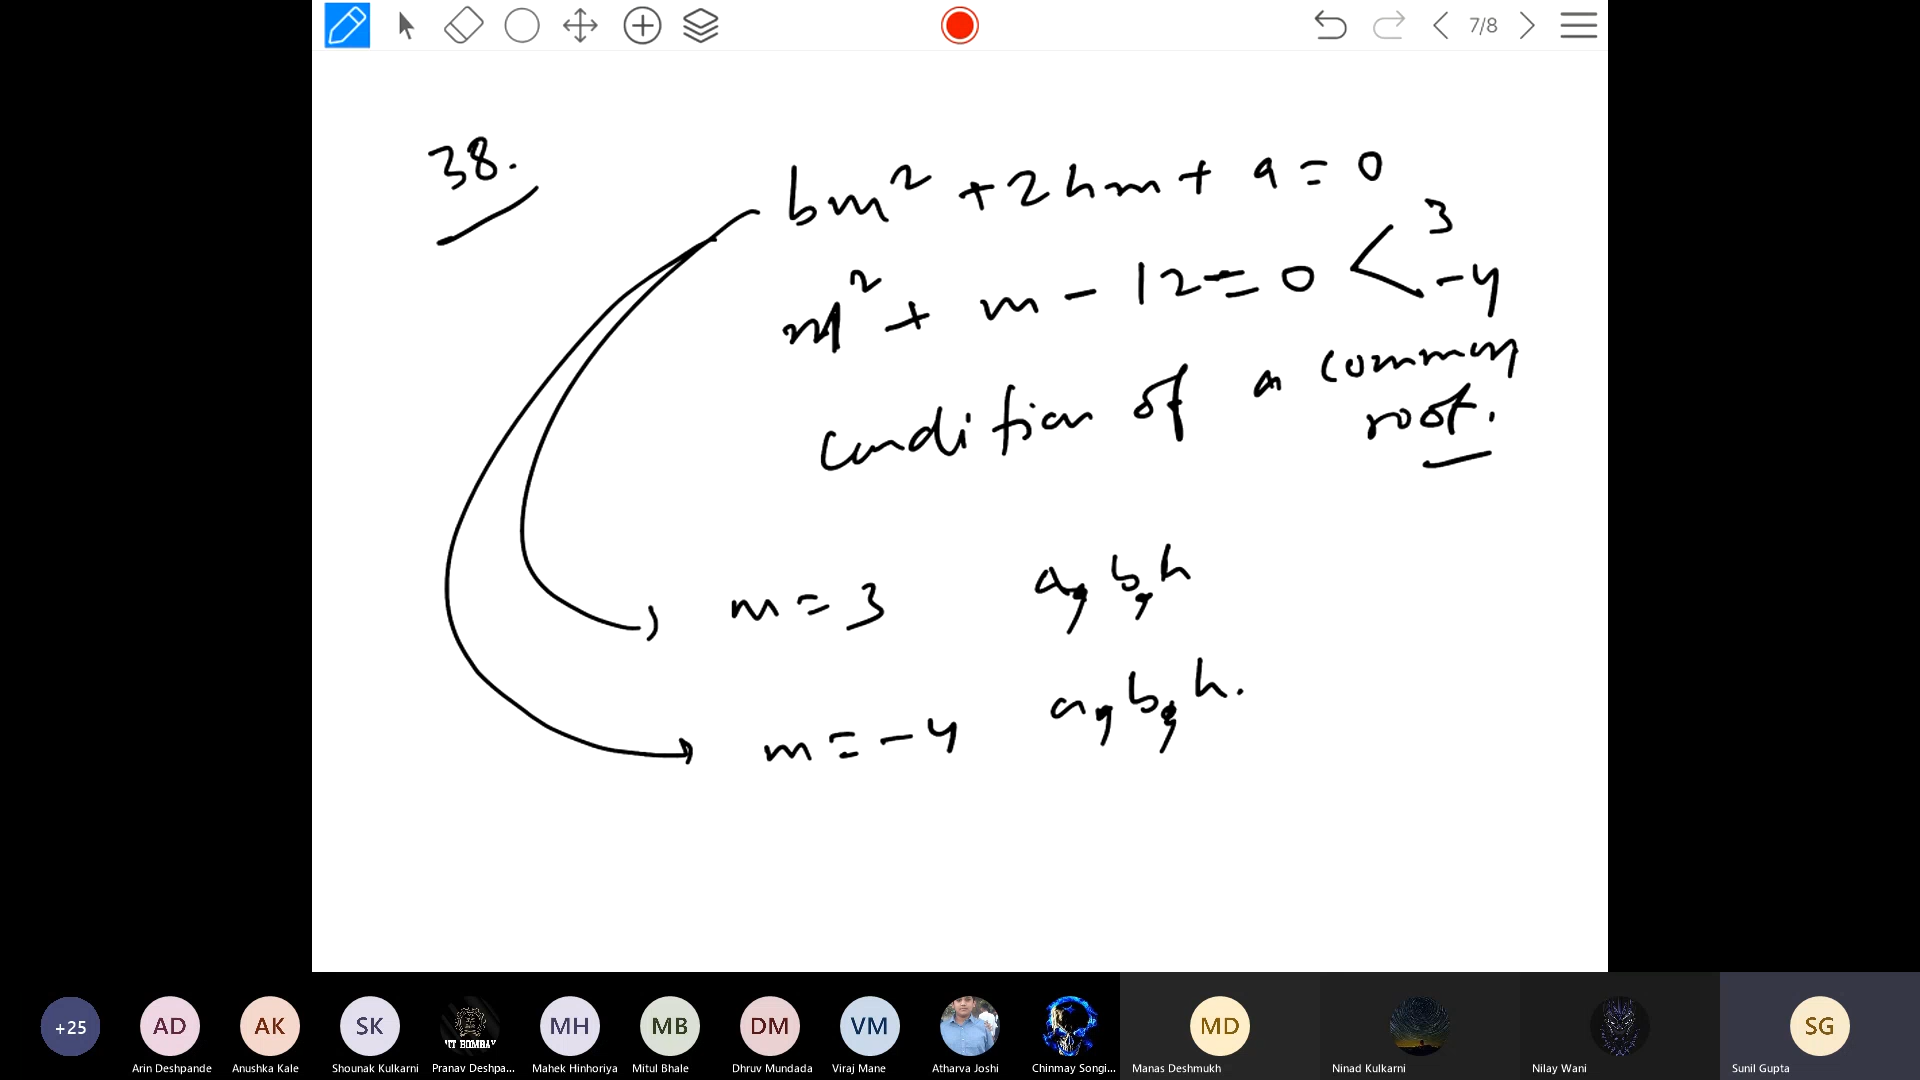 7/8
38.
bm² + 2hm + a = 0
m² + m - 12 = 0 < 3
-4
condition of a common
root.
m = 3 a, b, h
m = -4 a, b, h.
+25 AD AK SK MH MB DM VM MD SG
"IT BOMBAY"
Arin Deshpande Anushka Kale Shounak Kulkarni Pranav Deshpa... Mahek Hinhoriya Mitul Bhale Dhruv Mundada Viraj Mane Atharva Joshi Chinmay Songi... Manas Deshmukh Ninad Kulkarni Nilay Wani Sunil Gupta